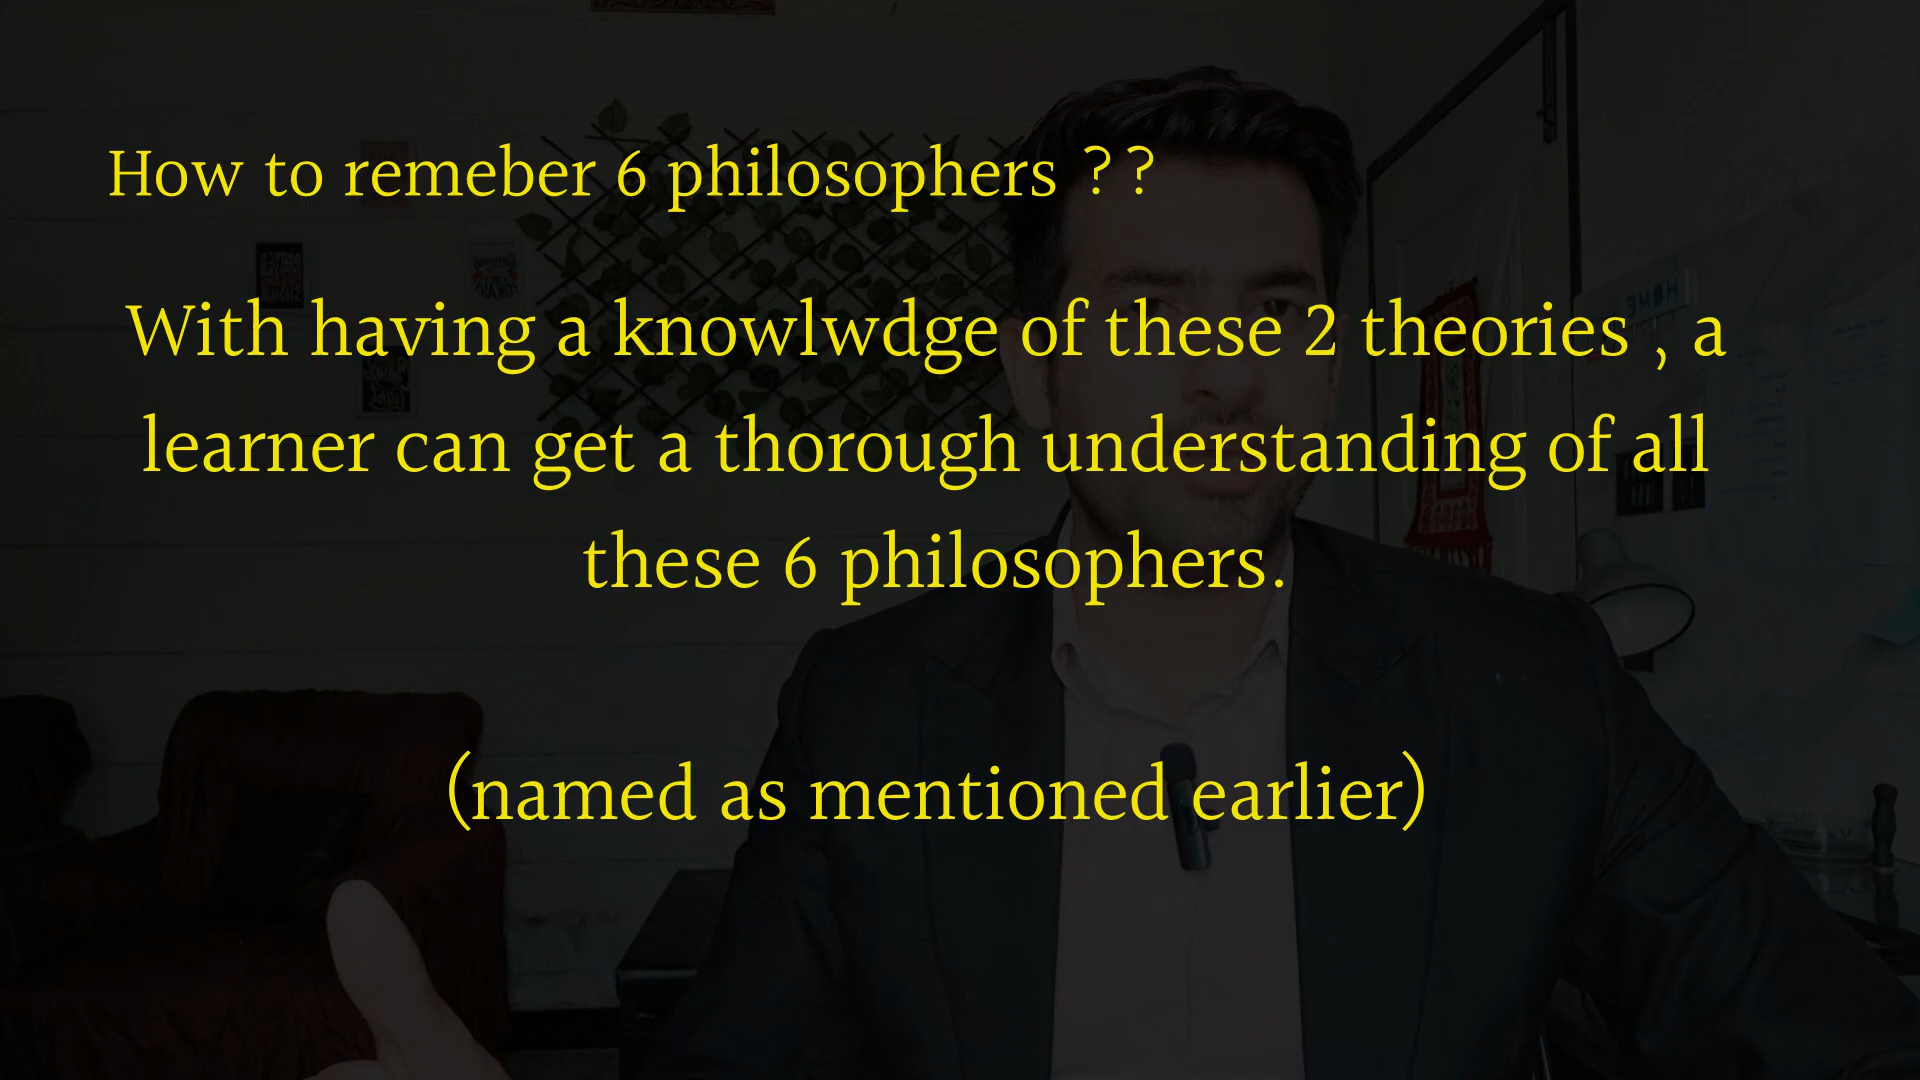 How to remeber 6 philosophers ??
With having a knowlwdge of these 2 theories , a
learner can get a thorough understanding of all
these 6 philosophers.
(named as mentioned earlier)
HOME